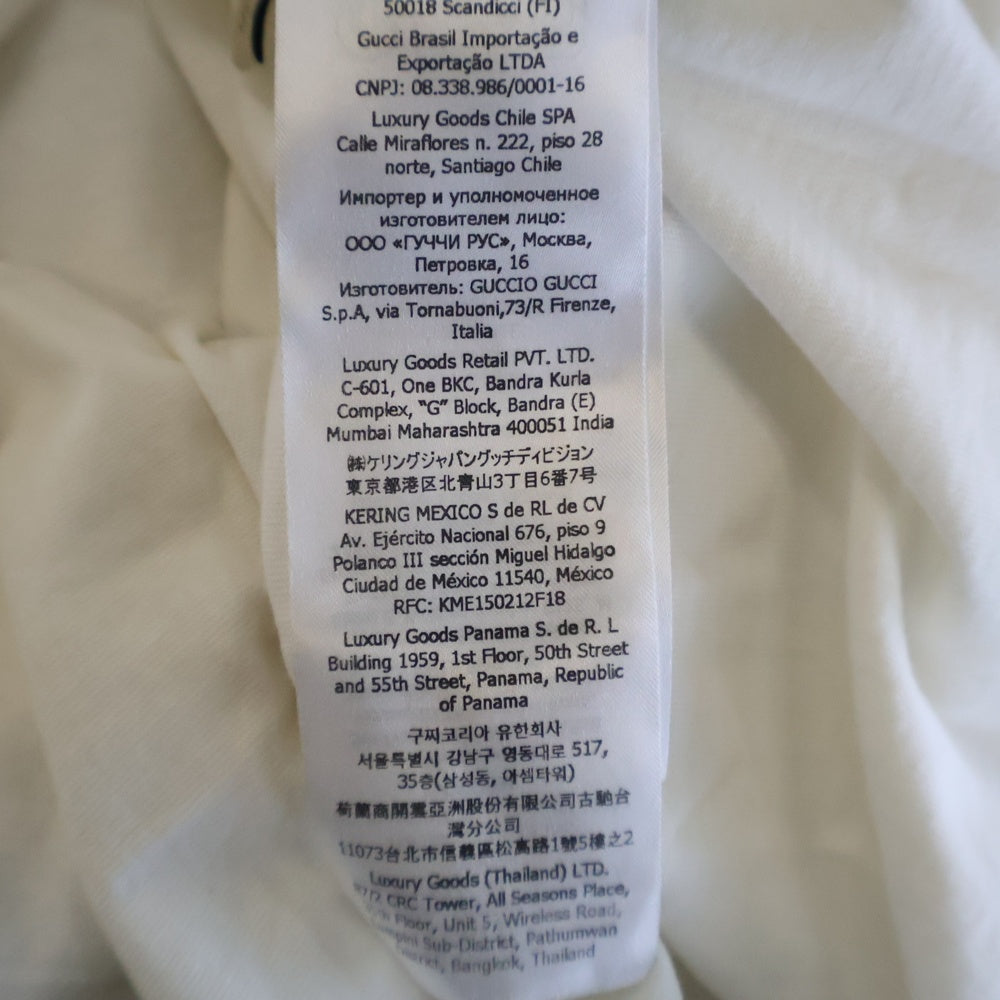 50018 Scandicci (FI)
Gucci Brasil Importação e
Exportação LTDA
CNPJ: 08.338.986/0001-16
Luxury Goods Chile SPA
Calle Miraflores n. 222, piso 28
norte, Santiago Chile
Импортер и уполномоченное
изготовителем лицо:
ООО «ГУЧЧИ РУС», Москва,
Петровка, 16
Изготовитель: GUCCIO GUCCI
S.p.A, via Tornabuoni,73/R Firenze,
Italia
Luxury Goods Retail PVT. LTD.
C-601, One BKC, Bandra Kurla
Complex, "G" Block, Bandra (E)
Mumbai Maharashtra 400051 India
㈱ケリングジャパングッチディビジョン
東京都港区北青山3丁目6番7号
KERING MEXICO S de RL de CV
Av. Ejército Nacional 676, piso 9
Polanco III sección Miguel Hidalgo
Ciudad de México 11540, México
RFC: KME150212F18
Luxury Goods Panama S. de R. L
Building 1959, 1st Floor, 50th Street
and 55th Street, Panama, Republic
of Panama
구찌코리아 유한회사
서울특별시 강남구 영동대로 517,
35층(삼성동, 아셈타워)
荷蘭商開雲亞洲股份有限公司古馳台
灣分公司
11073台北市信義區松高路1號5樓之2
Luxury Goods (Thailand) LTD.
CRC Tower, All Seasons Place,
Floor, Unit 5, Wireless Road,
Sub-District, Pathumwan
Bangkok, Thailand